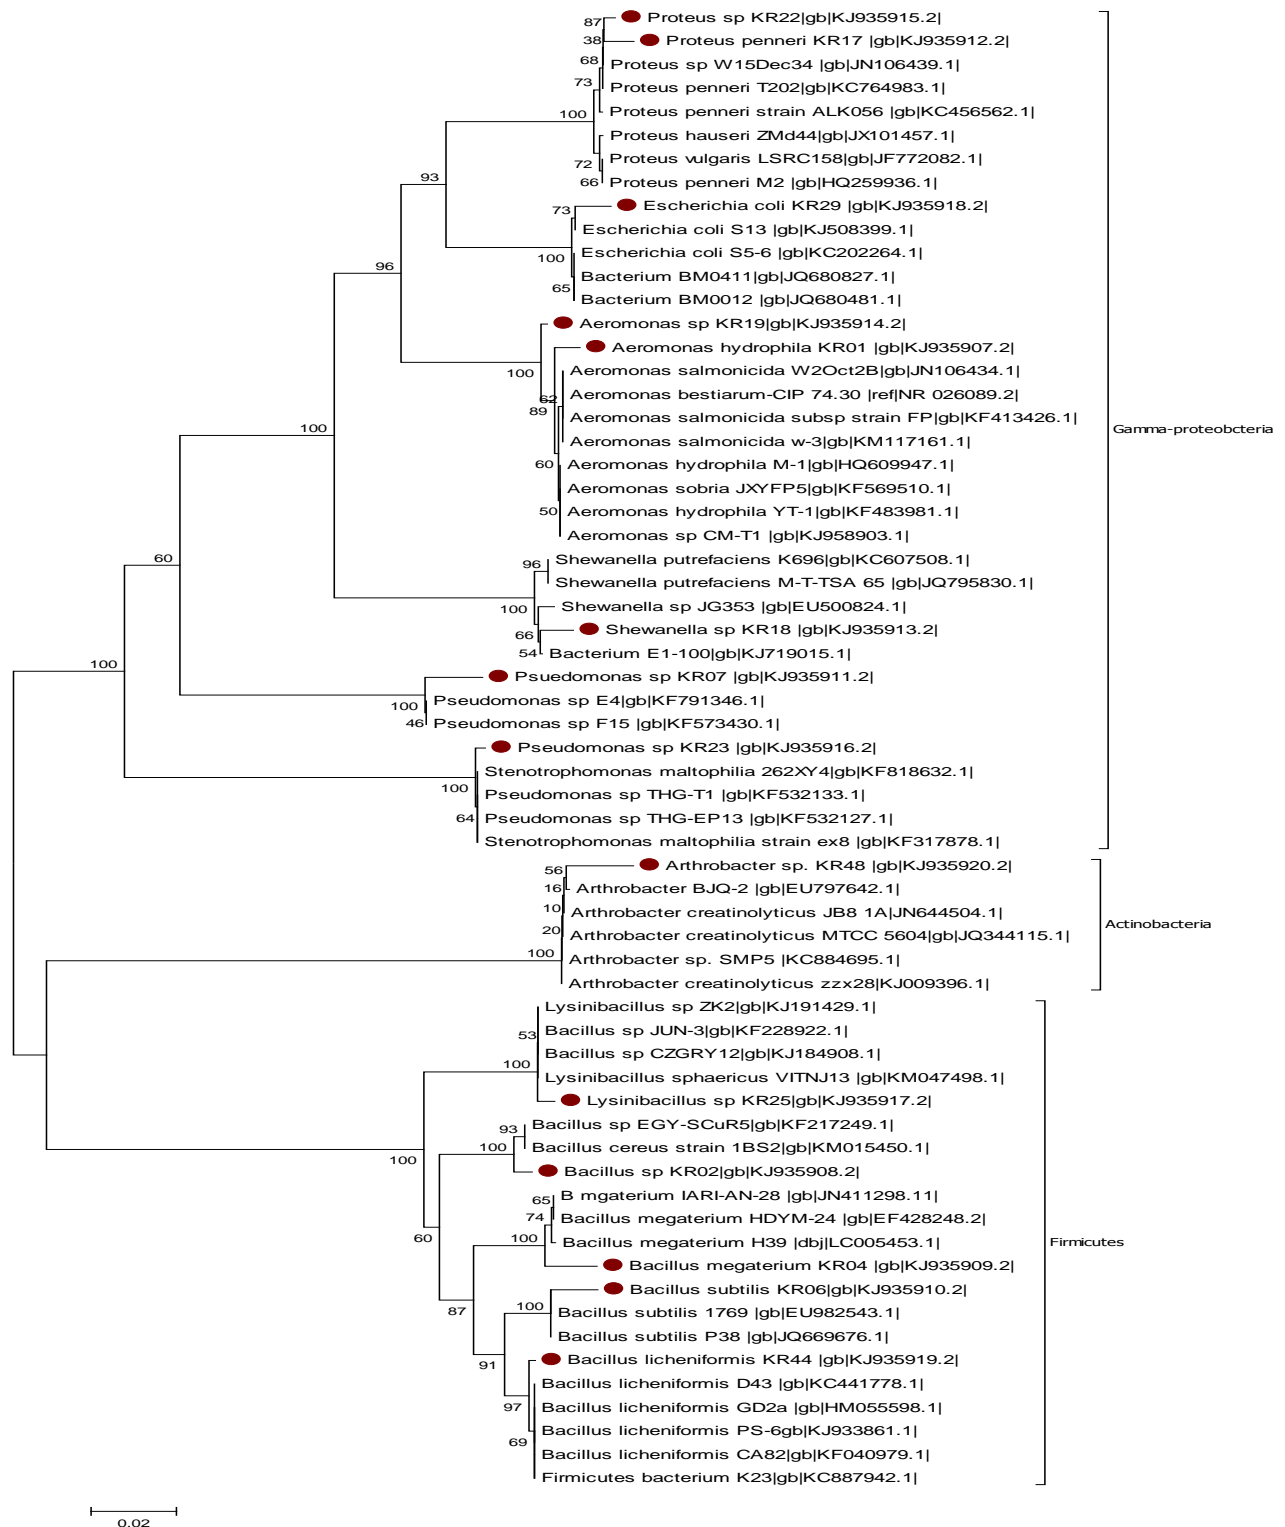 87
Proteus sp KR22|gb|KJ935915.2|
38
Proteus penneri KR17 |gb|KJ935912.2|
68
Proteus sp W15Dec34 |gb|JN106439.1|
73
Proteus penneri T202|gb|KC764983.1|
Proteus penneri strain ALK056 |gb|KC456562.1|
100
Proteus hauseri ZMd44|gb|JX101457.1|
72
Proteus vulgaris LSRC158|gb|JF772082.1|
66
Proteus penneri M2 |gb|HQ259936.1|
93
73
Escherichia coli KR29 |gb|KJ935918.2|
Escherichia coli S13 |gb|KJ508399.1|
100
Escherichia coli S5-6 |gb|KC202264.1|
96
Bacterium BM0411|gb|JQ680827.1|
65
Bacterium BM0012 |gb|JQ680481.1|
Aeromonas sp KR19|gb|KJ935914.2|
Aeromonas hydrophila KR01 |gb|KJ935907.2|
100
Aeromonas salmonicida W2Oct2B|gb|JN106434.1|
62
Aeromonas bestiarum-CIP 74.30 |ref|NR 026089.2|
89
Aeromonas salmonicida subsp strain FP|gb|KF413426.1|
100
Gamma-proteobcteria
Aeromonas salmonicida w-3|gb|KM117161.1|
60
Aeromonas hydrophila M-1|gb|HQ609947.1|
Aeromonas sobria JXYFP5|gb|KF569510.1|
50
Aeromonas hydrophila YT-1|gb|KF483981.1|
Aeromonas sp CM-T1 |gb|KJ958903.1|
60
96
Shewanella putrefaciens K696|gb|KC607508.1|
Shewanella putrefaciens M-T-TSA 65 |gb|JQ795830.1|
100
Shewanella sp JG353 |gb|EU500824.1|
66
Shewanella sp KR18 |gb|KJ935913.2|
54
Bacterium E1-100|gb|KJ719015.1|
100
Psuedomonas sp KR07 |gb|KJ935911.2|
100
Pseudomonas sp E4|gb|KF791346.1|
46
Pseudomonas sp F15 |gb|KF573430.1|
Pseudomonas sp KR23 |gb|KJ935916.2|
Stenotrophomonas maltophilia 262XY4|gb|KF818632.1|
100
Pseudomonas sp THG-T1 |gb|KF532133.1|
64
Pseudomonas sp THG-EP13 |gb|KF532127.1|
Stenotrophomonas maltophilia strain ex8 |gb|KF317878.1|
56
Arthrobacter sp. KR48 |gb|KJ935920.2|
16
Arthrobacter BJQ-2 |gb|EU797642.1|
10
Arthrobacter creatinolyticus JB8 1A|JN644504.1|
Actinobacteria
20
Arthrobacter creatinolyticus MTCC 5604|gb|JQ344115.1|
100
Arthrobacter sp. SMP5 |KC884695.1|
Arthrobacter creatinolyticus zzx28|KJ009396.1|
Lysinibacillus sp ZK2|gb|KJ191429.1|
53
Bacillus sp JUN-3|gb|KF228922.1|
100
Bacillus sp CZGRY12|gb|KJ184908.1|
Lysinibacillus sphaericus VITNJ13 |gb|KM047498.1|
Lysinibacillus sp KR25|gb|KJ935917.2|
93
Bacillus sp EGY-SCuR5|gb|KF217249.1|
100
Bacillus cereus strain 1BS2|gb|KM015450.1|
100
Bacillus sp KR02|gb|KJ935908.2|
65
B mgaterium IARI-AN-28 |gb|JN411298.11|
74
Bacillus megaterium HDYM-24 |gb|EF428248.2|
60
100
Bacillus megaterium H39 |dbj|LC005453.1|
Firmicutes
Bacillus megaterium KR04 |gb|KJ935909.2|
Bacillus subtilis KR06|gb|KJ935910.2|
87
100
Bacillus subtilis 1769 |gb|EU982543.1|
Bacillus subtilis P38 |gb|JQ669676.1|
91
Bacillus licheniformis KR44 |gb|KJ935919.2|
Bacillus licheniformis D43 |gb|KC441778.1|
97
Bacillus licheniformis GD2a |gb|HM055598.1|
Bacillus licheniformis PS-6gb|KJ933861.1|
69
Bacillus licheniformis CA82|gb|KF040979.1|
Firmicutes bacterium K23|gb|KC887942.1|
0.02